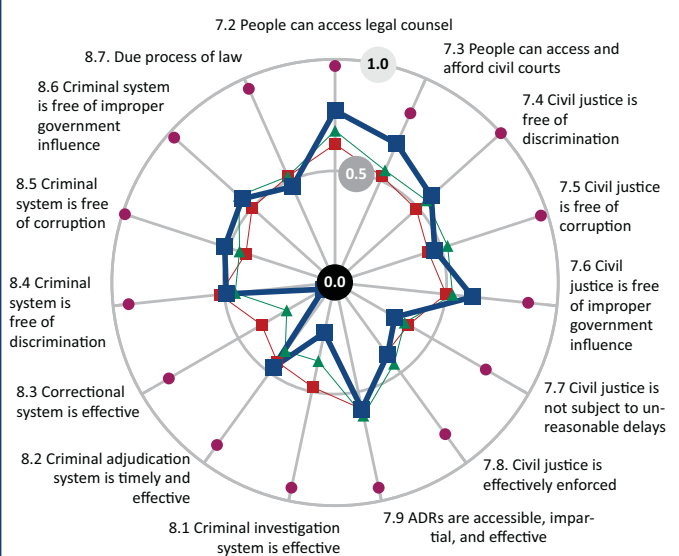 7.2 People can access legal counsel
8.7. Due process of law
1.0
7.3 People can access and
afford civil courts
8.6 Criminal system
is free of improper
government
influence
7.4 Civil justice is
free of
discrimination
0.5
8.5 Criminal
system is free
of corruption
7.5 Civil justice
is free of
corruption
7.6 Civil
justice is free
of improper
government
influence
0.0
8.4 Criminal
system is
free of
discrimination
8.3 Correctional
system is effective
7.7 Civil justice is
not subject to un-
reasonable delays
8.2 Criminal adjudication
system is timely and
effective
7.8. Civil justice is
effectively enforced
8.1 Criminal investigation
system is effective
7.9 ADRs are accessible, impar-
tial, and effective